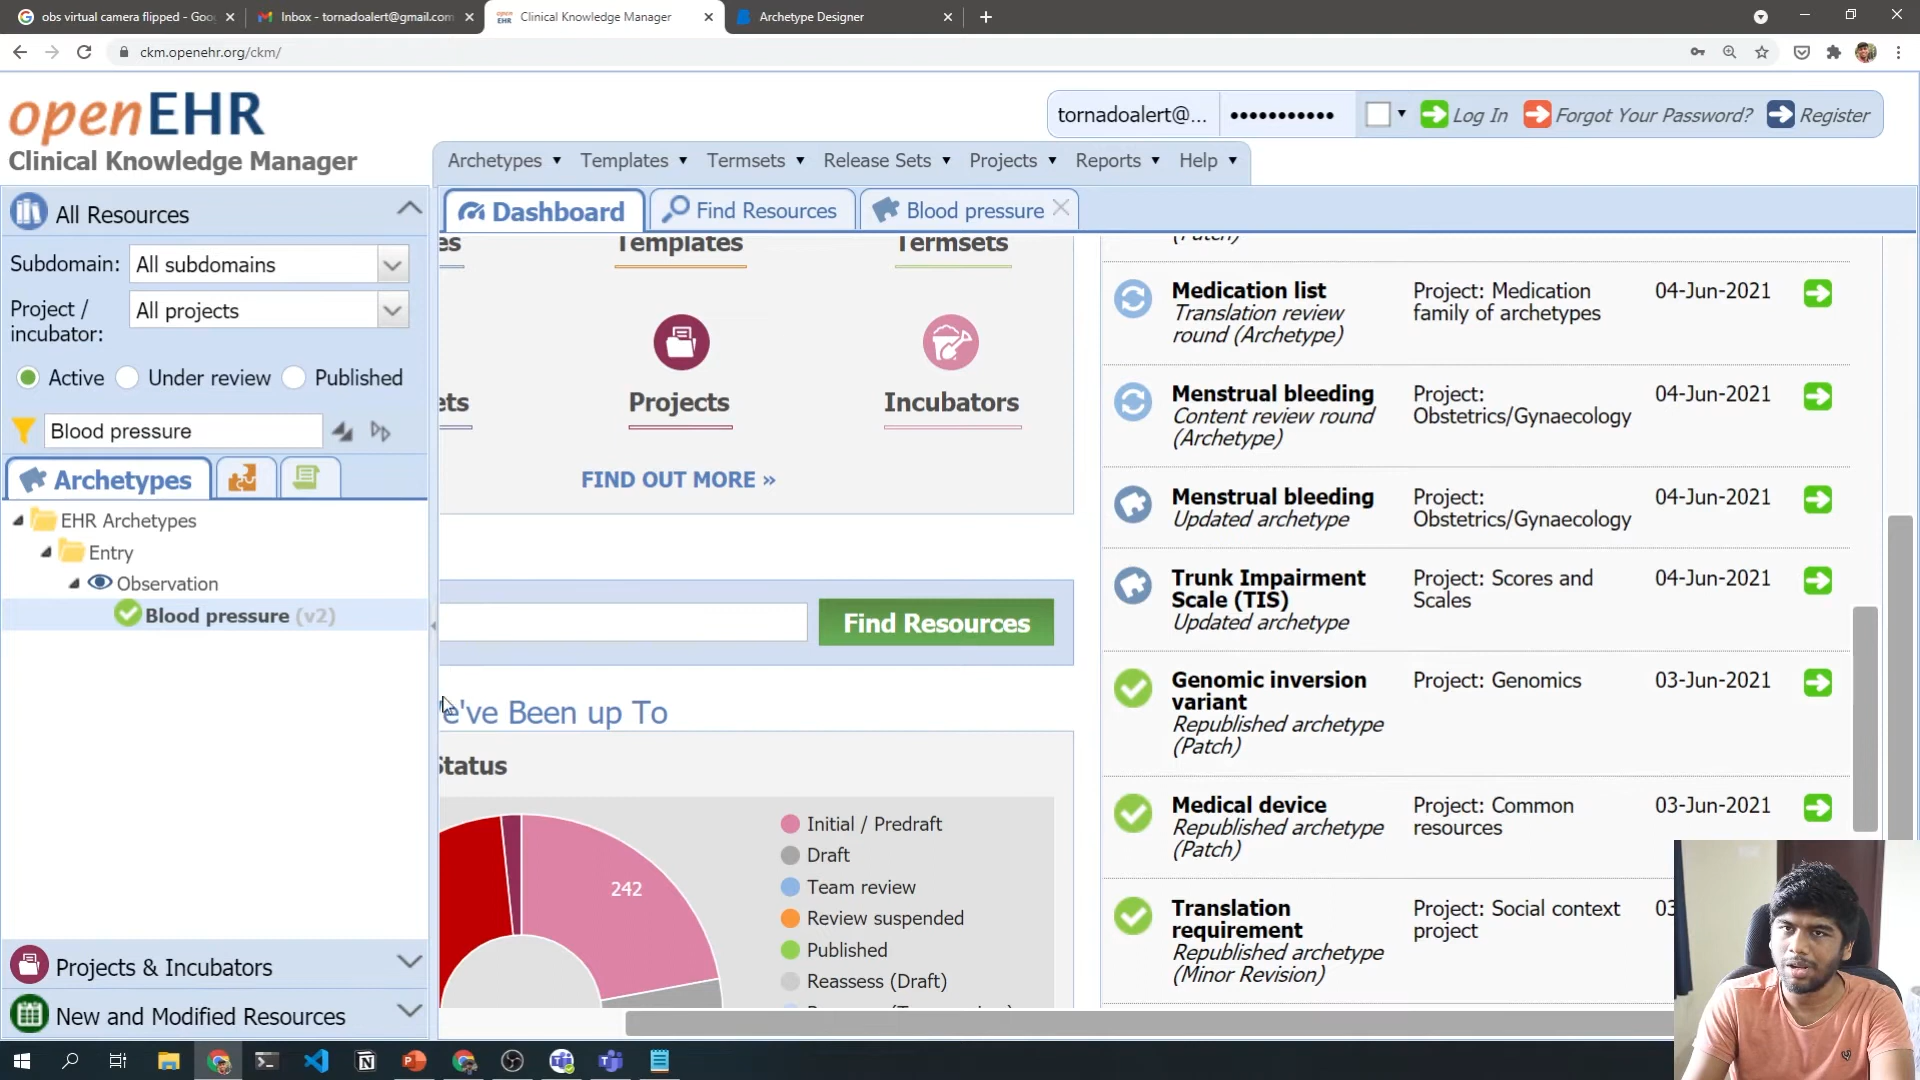 obs virtual camera flipped - Goo
Inbox - tornadoalert@gmail.com
Clinical Knowledge Manager
Archetype Designer
ckm.openehr.org/ckm/
openEHR
Clinical Knowledge Manager
tornadoalert@...
Log In
Forgot Your Password?
Register
Archetypes
Templates
Termsets
Release Sets
Projects
Reports
Help
All Resources
Subdomain:
All subdomains
Project /
incubator:
All projects
Active
Under review
Published
Blood pressure
Archetypes
EHR Archetypes
Entry
Observation
Blood pressure (v2)
Projects & Incubators
New and Modified Resources
Dashboard
Find Resources
Blood pressure
es
Templates
Termsets
ets
Projects
Incubators
FIND OUT MORE »
Find Resources
e've Been up To
Status
242
Initial / Predraft
Draft
Team review
Review suspended
Published
Reassess (Draft)
(Patch)
Medication list
Translation review
round (Archetype)
Project: Medication
family of archetypes
04-Jun-2021
Menstrual bleeding
Content review round
(Archetype)
Project:
Obstetrics/Gynaecology
04-Jun-2021
Menstrual bleeding
Updated archetype
Project:
Obstetrics/Gynaecology
04-Jun-2021
Trunk Impairment
Scale (TIS)
Updated archetype
Project: Scores and
Scales
04-Jun-2021
Genomic inversion
variant
Republished archetype
(Patch)
Project: Genomics
03-Jun-2021
Medical device
Republished archetype
(Patch)
Project: Common
resources
03-Jun-2021
Translation
requirement
Republished archetype
(Minor Revision)
Project: Social context
project
03